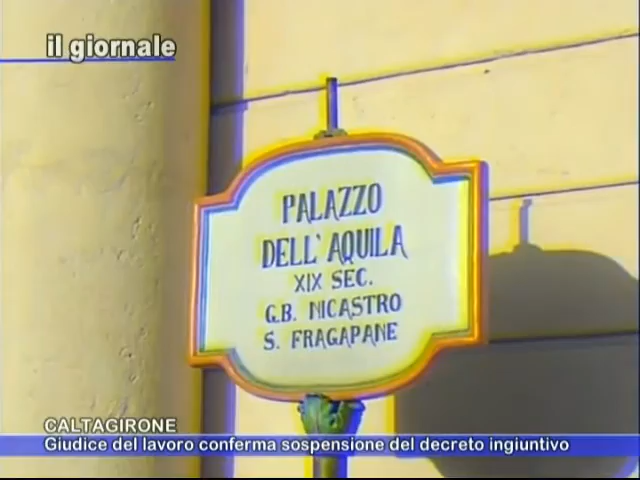 il giornale
PALAZZO
DELL'AQUILA
XIX SEC.
G.B. NICASTRO
S. FRAGAPANE
CALTAGIRONE
Giudice del lavoro conferma sospensione del decreto ingiuntivo